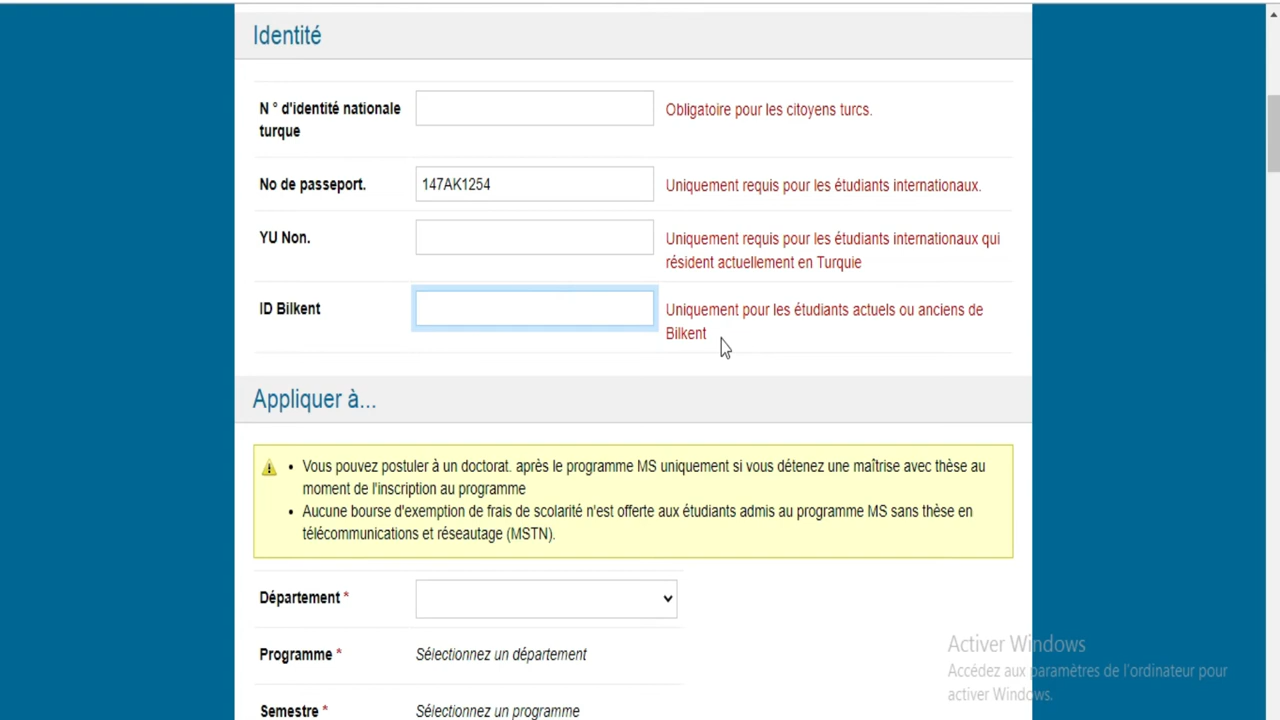 Identité
N ° d'identité nationale
turque
Obligatoire pour les citoyens turcs.
No de passeport.
147AK1254
Uniquement requis pour les étudiants internationaux.
YU Non.
Uniquement requis pour les étudiants internationaux qui
résident actuellement en Turquie
ID Bilkent
Uniquement pour les étudiants actuels ou anciens de
Bilkent
Appliquer à...
• Vous pouvez postuler à un doctorat. après le programme MS uniquement si vous détenez une maîtrise avec thèse au
moment de l'inscription au programme
• Aucune bourse d'exemption de frais de scolarité n'est offerte aux étudiants admis au programme MS sans thèse en
télécommunications et réseautage (MSTN).
Département *
Programme *
Sélectionnez un département
Semestre *
Sélectionnez un programme
Activer Windows
Accédez aux paramètres de l'ordinateur pour
activer Windows.